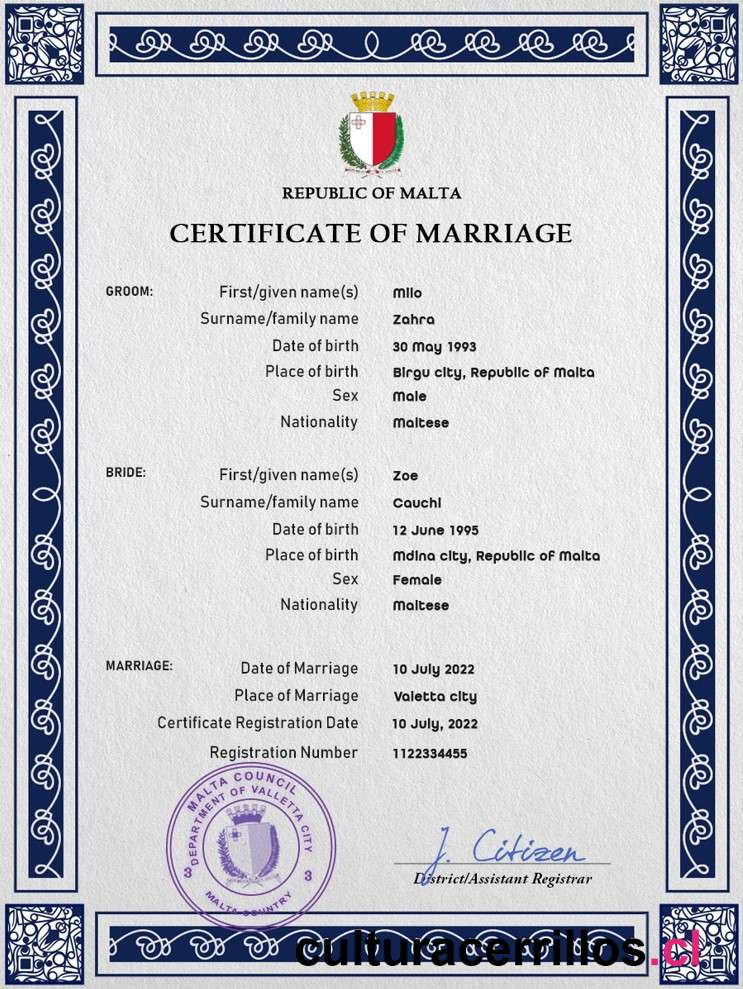 REPUBLIC OF MALTA
CERTIFICATE OF MARRIAGE
GROOM: First/given name(s) Milo
Surname/family name Zahra
Date of birth 30 May 1993
Place of birth Birgu city, Republic of Malta
Sex Male
Nationality Maltese
BRIDE: First/given name(s) Zoe
Surname/family name Cauchi
Date of birth 12 June 1995
Place of birth Mdina city, Republic of Malta
Sex Female
Nationality Maltese
MARRIAGE: Date of Marriage 10 July 2022
Place of Marriage Valetta city
Certificate Registration Date 10 July, 2022
Registration Number 1122334455
MALTA COUNCIL
DEPARTMENT OF VALLETTA CITY
3 3
MALTA COUNTRY
J. Citizen
District/Assistant Registrar
culturacerrillos.cl